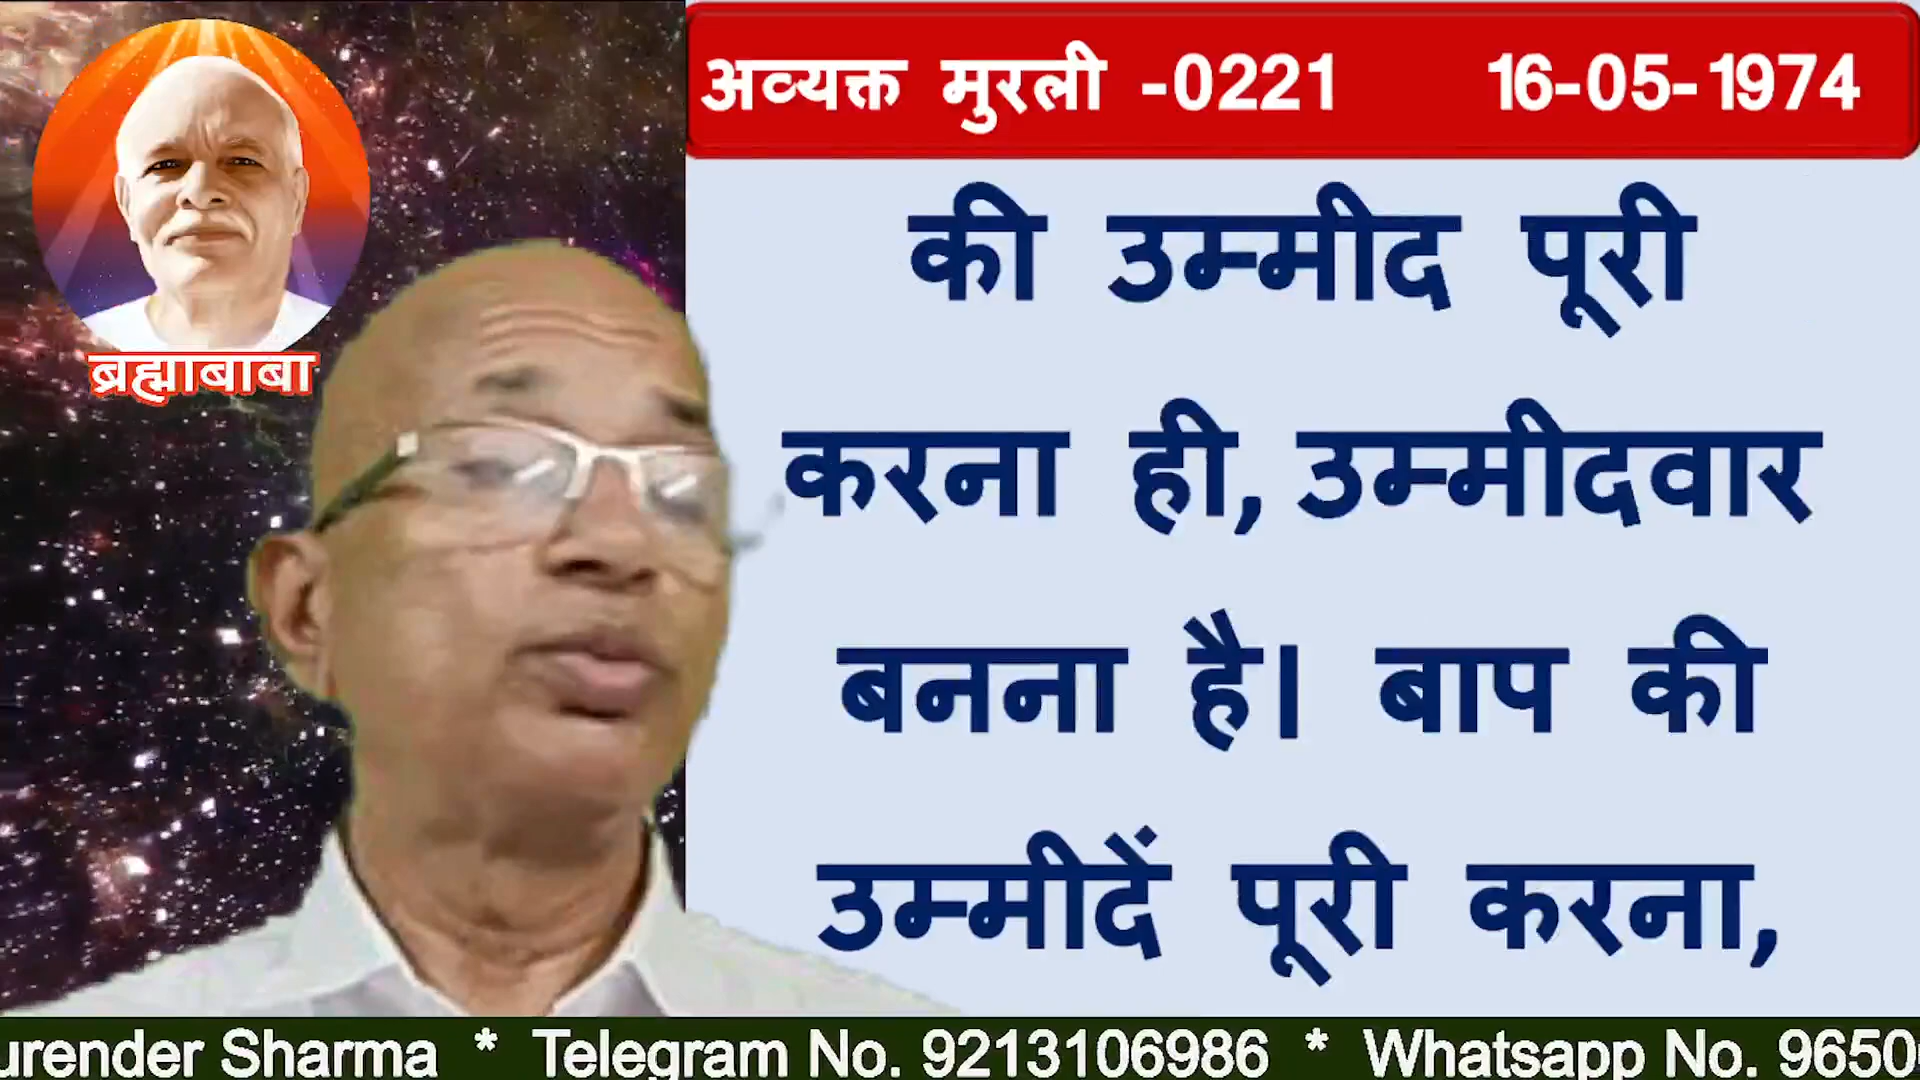 अव्यक्त मुरली -0221 16-05-1974
ब्रह्माबाबा
की उम्मीद पूरी
करना ही, उम्मीदवार
बनना है। बाप की
उम्मीदें पूरी करना,
urender Sharma * Telegram No. 9213106986 * Whatsapp No. 9650